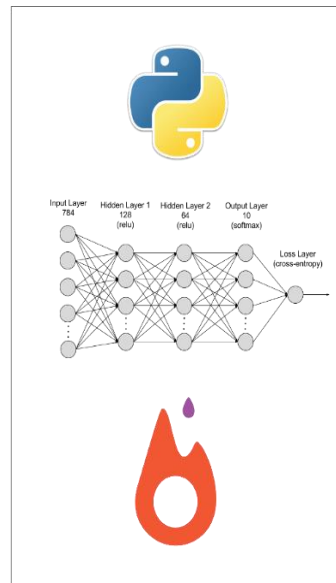 Input Layer
784
Hidden Layer 1
128
(relu)
Hidden Layer 2
64
(relu)
Output Layer
10
(softmax)
Loss Layer
(cross-entropy)